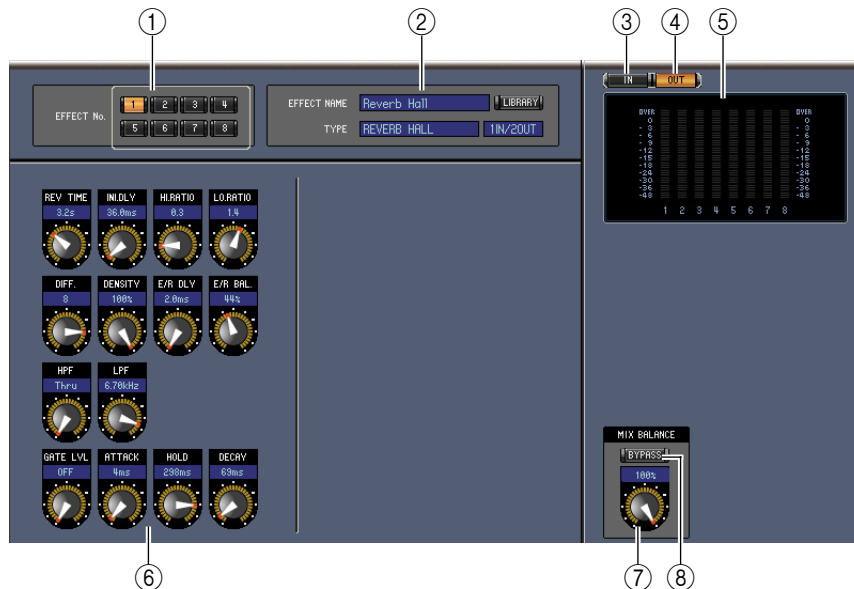 ① ② ③ ④ ⑤
IN OUT
EFFECT No. 1 2 3 4
5 6 7 8
EFFECT NAME Reverb Hall LIBRARY
TYPE REVERB HALL 1IN/2OUT
OVER OVER
0 0
- 3 - 3
- 6 - 6
- 9 - 9
-12 -12
-15 -15
-18 -18
-24 -24
-30 -30
-36 -36
-48 -48
1 2 3 4 5 6 7 8
REV TIME INI.DLY HI.RATIO LO.RATIO
3.2s 36.0ms 0.3 1.4
DIFF. DENSITY E/R DLY E/R BAL.
8 100% 2.0ms 44%
HPF LPF
Thru 6.70kHz
GATE LVL ATTACK HOLD DECAY
OFF 4ms 298ms 69ms
MIX BALANCE
BYPASS
100%
⑥ ⑦ ⑧